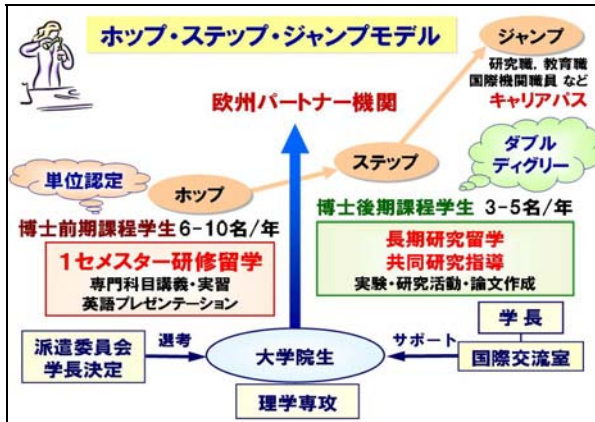 ホップ・ステップ・ジャンプモデル
ジャンプ
研究職，教育職
国際機関職員 など
キャリアパス
欧州パートナー機関
ステップ
ダブル
ディグリー
単位認定
ホップ
博士前期課程学生 6-10名/年
博士後期課程学生 3-5名/年
1セメスター研修留学
専門科目講義・実習
英語プレゼンテーション
長期研究留学
共同研究指導
実験・研究活動・論文作成
派遣委員会
学長決定
選考
大学院生
サポート
学長
国際交流室
理学専攻